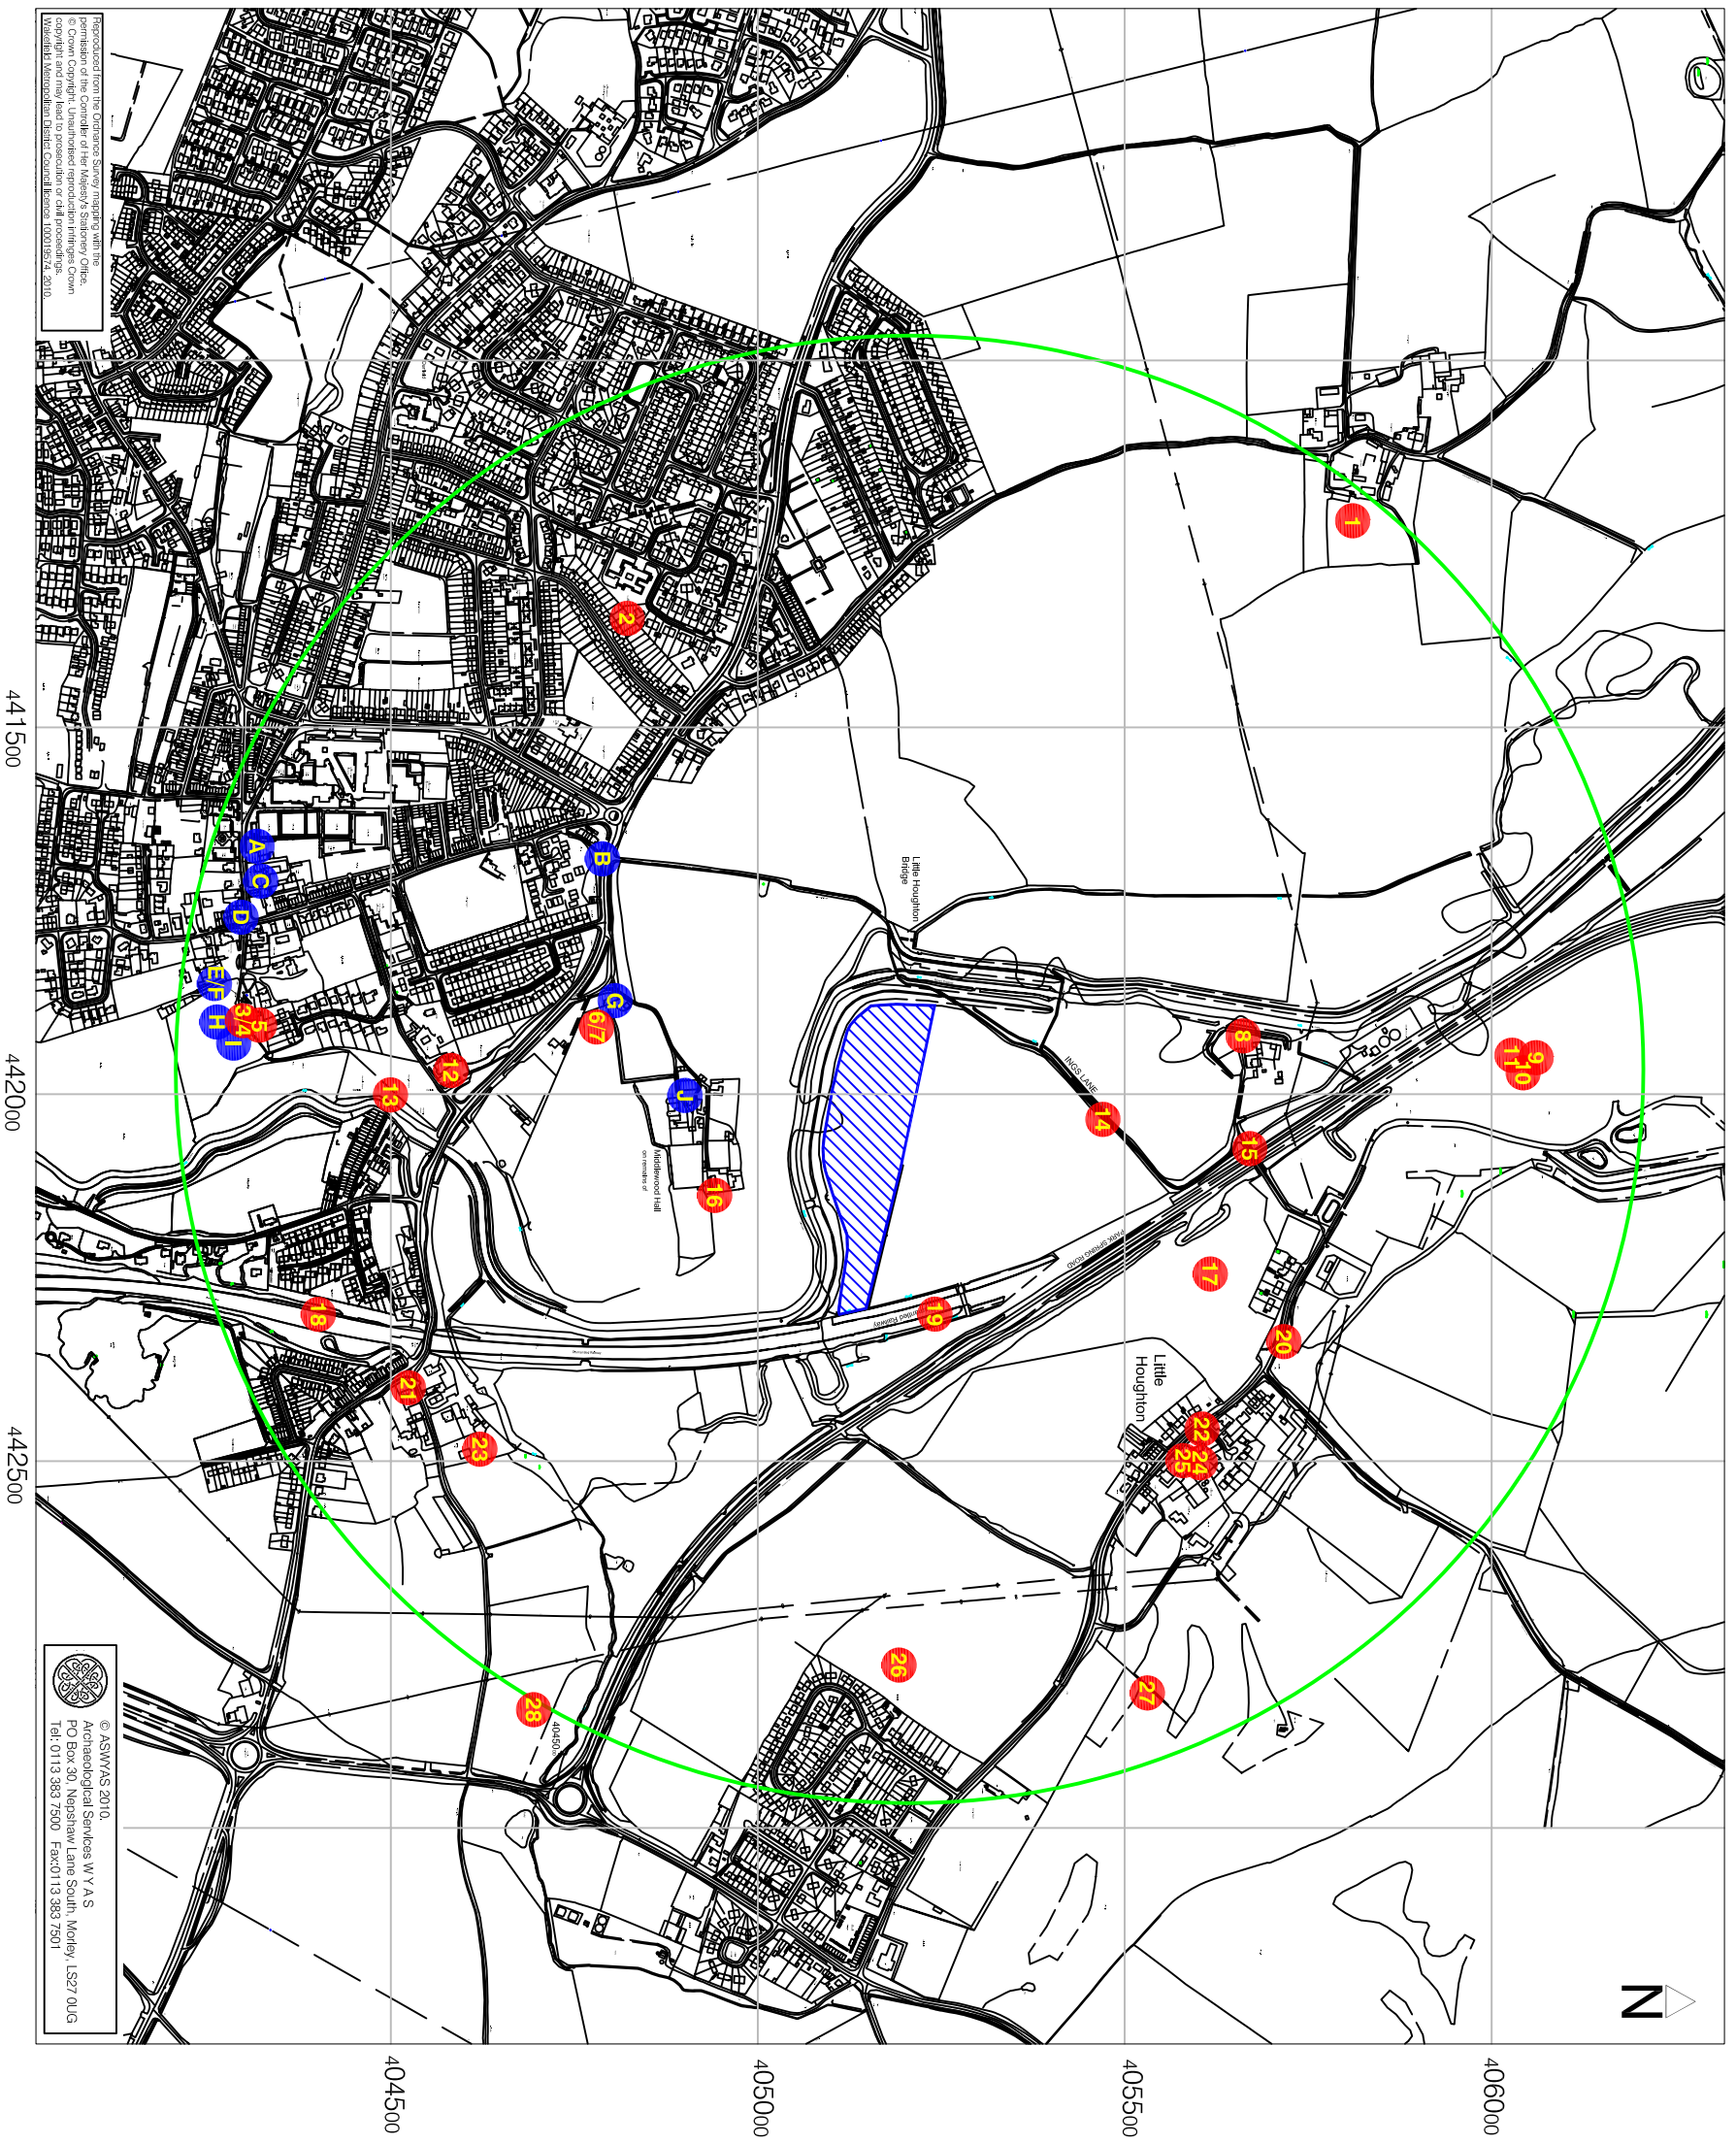 Reproduced from the Ordnance Survey mapping with the
permission of the Controller of Her Majesty's Stationery Office.
© Crown Copyright. Unauthorised reproduction infringes Crown
copyright and may lead to prosecution or civil proceedings.
Wakefield Metropolitan District Council licence 100019574, 2010.
441500
442000
442500
404500
405000
405500
406000
N
1
2
3/4
5
6/7
8
9
10
11
12
13
14
15
16
17
18
19
20
21
22
23
24
25
26
27
28
A
B
C
D
E/F
G
H
I
J
Little Houghton
Bridge
INGS LANE
Middlewood Hall
on remains of
PARK SPRING ROAD
Little
Houghton
© ASWYAS 2010.
Archaeological Services W Y A S
PO Box 30, Nepshaw Lane South, Morley, LS27 0UG
Tel: 0113 383 7500 Fax:0113 383 7501